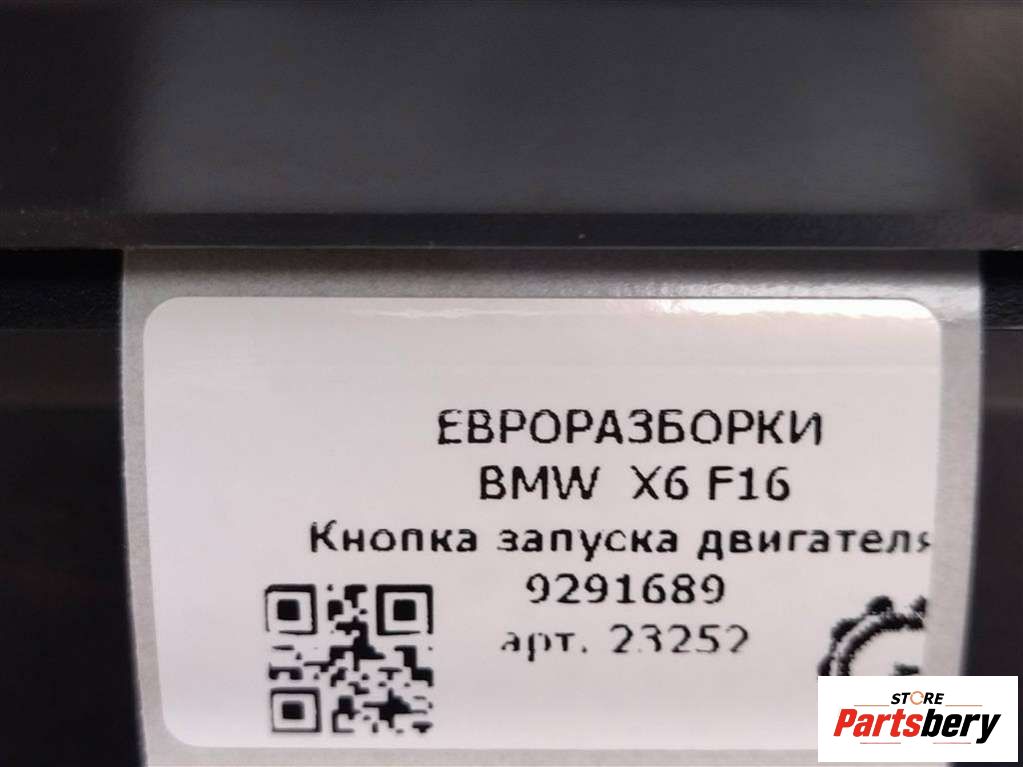 ЕВРОРАЗБОРКИ
BMW X6 F16
Кнопка запуска двигателя
9291689
арт. 23252
STORE
Partsbery